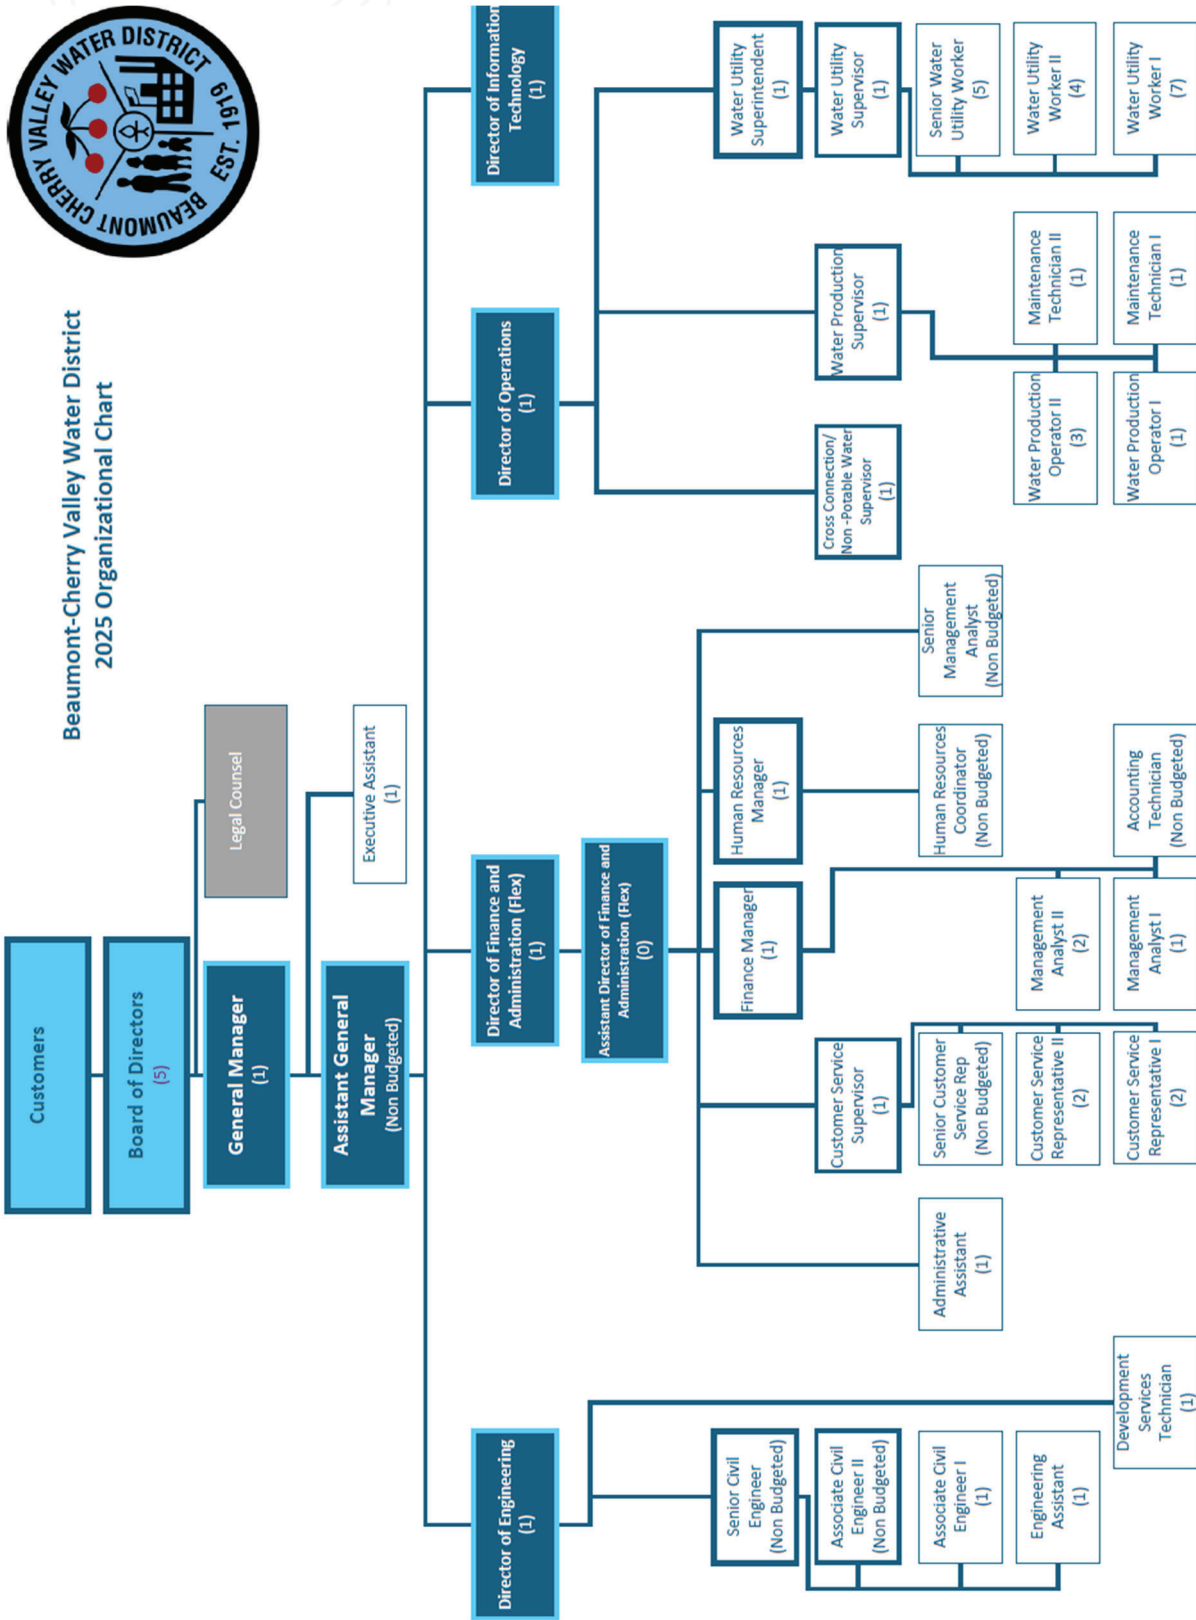 BEAUMONT CHERRY VALLEY WATER DISTRICT
EST. 1919
Beaumont-Cherry Valley Water District
2025 Organizational Chart
Customers
Board of Directors
(5)
Legal Counsel
General Manager
(1)
Executive Assistant
(1)
Assistant General
Manager
(Non Budgeted)
Director of Engineering
(1)
Director of Finance and
Administration (Flex)
(1)
Director of Operations
(1)
Director of Information
Technology
(1)
Assistant Director of Finance and
Administration (Flex)
(0)
Senior Civil
Engineer
(Non Budgeted)
Associate Civil
Engineer II
(Non Budgeted)
Associate Civil
Engineer I
(1)
Engineering
Assistant
(1)
Development
Services
Technician
(1)
Administrative
Assistant
(1)
Customer Service
Supervisor
(1)
Senior Customer
Service Rep
(Non Budgeted)
Customer Service
Representative II
(2)
Customer Service
Representative I
(2)
Finance Manager
(1)
Management
Analyst II
(2)
Management
Analyst I
(1)
Accounting
Technician
(Non Budgeted)
Human Resources
Manager
(1)
Human Resources
Coordinator
(Non Budgeted)
Senior
Management
Analyst
(Non Budgeted)
Cross Connection/
Non -Potable Water
Supervisor
(1)
Water Production
Supervisor
(1)
Water Production
Operator II
(3)
Water Production
Operator I
(1)
Maintenance
Technician II
(1)
Maintenance
Technician I
(1)
Water Utility
Superintendent
(1)
Water Utility
Supervisor
(1)
Senior Water
Utility Worker
(5)
Water Utility
Worker II
(4)
Water Utility
Worker I
(7)